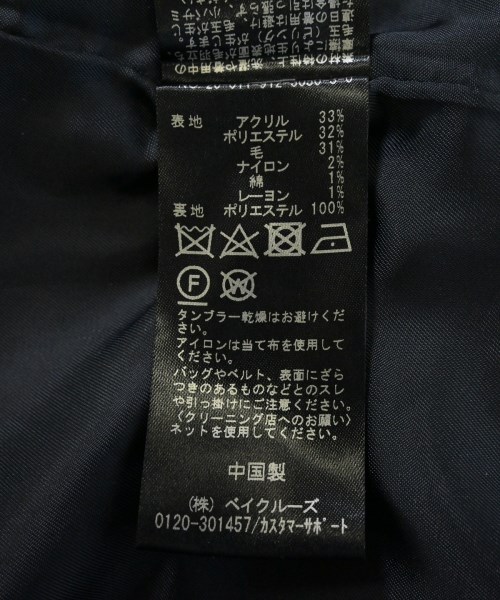 表地 アクリル 33%
ポリエステル 32%
毛 31%
ナイロン 2%
綿 1%
レーヨン 1%
裏地 ポリエステル 100%
F W
タンブラー乾燥はお避けくだ
さい。
アイロンは当て布を使用して
ください。
バッグやベルト、表面にざら
つきのあるものなどとのスレ
や引っ掛けにご注意ください。
〈クリーニング店へのお願い〉
ネットを使用してください。
中国製
(株) ベイクルーズ
0120-301457/カスタマーサポート